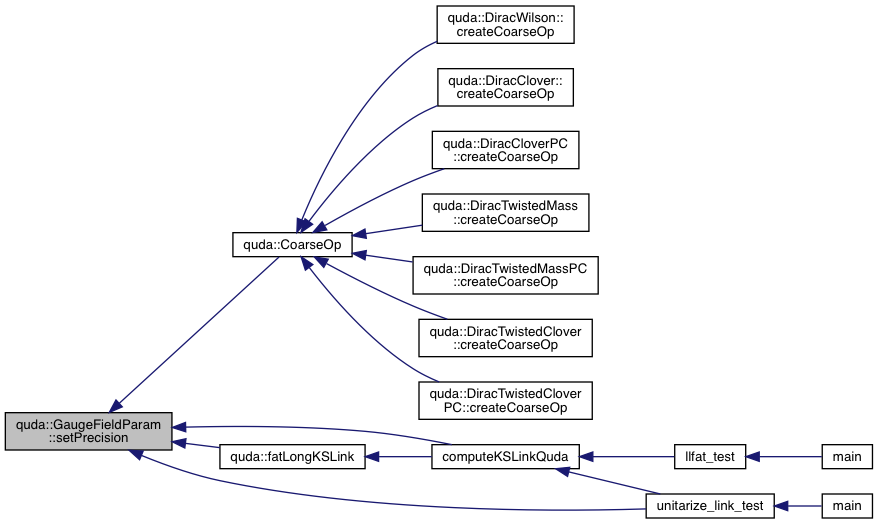 quda::DiracWilson::
createCoarseOp
quda::DiracClover::
createCoarseOp
quda::DiracCloverPC
::createCoarseOp
quda::DiracTwistedMass
::createCoarseOp
quda::CoarseOp
quda::DiracTwistedMassPC
::createCoarseOp
quda::DiracTwistedClover
::createCoarseOp
quda::DiracTwistedClover
PC::createCoarseOp
quda::GaugeFieldParam
::setPrecision
quda::fatLongKSLink
computeKSLinkQuda
llfat_test
main
unitarize_link_test
main